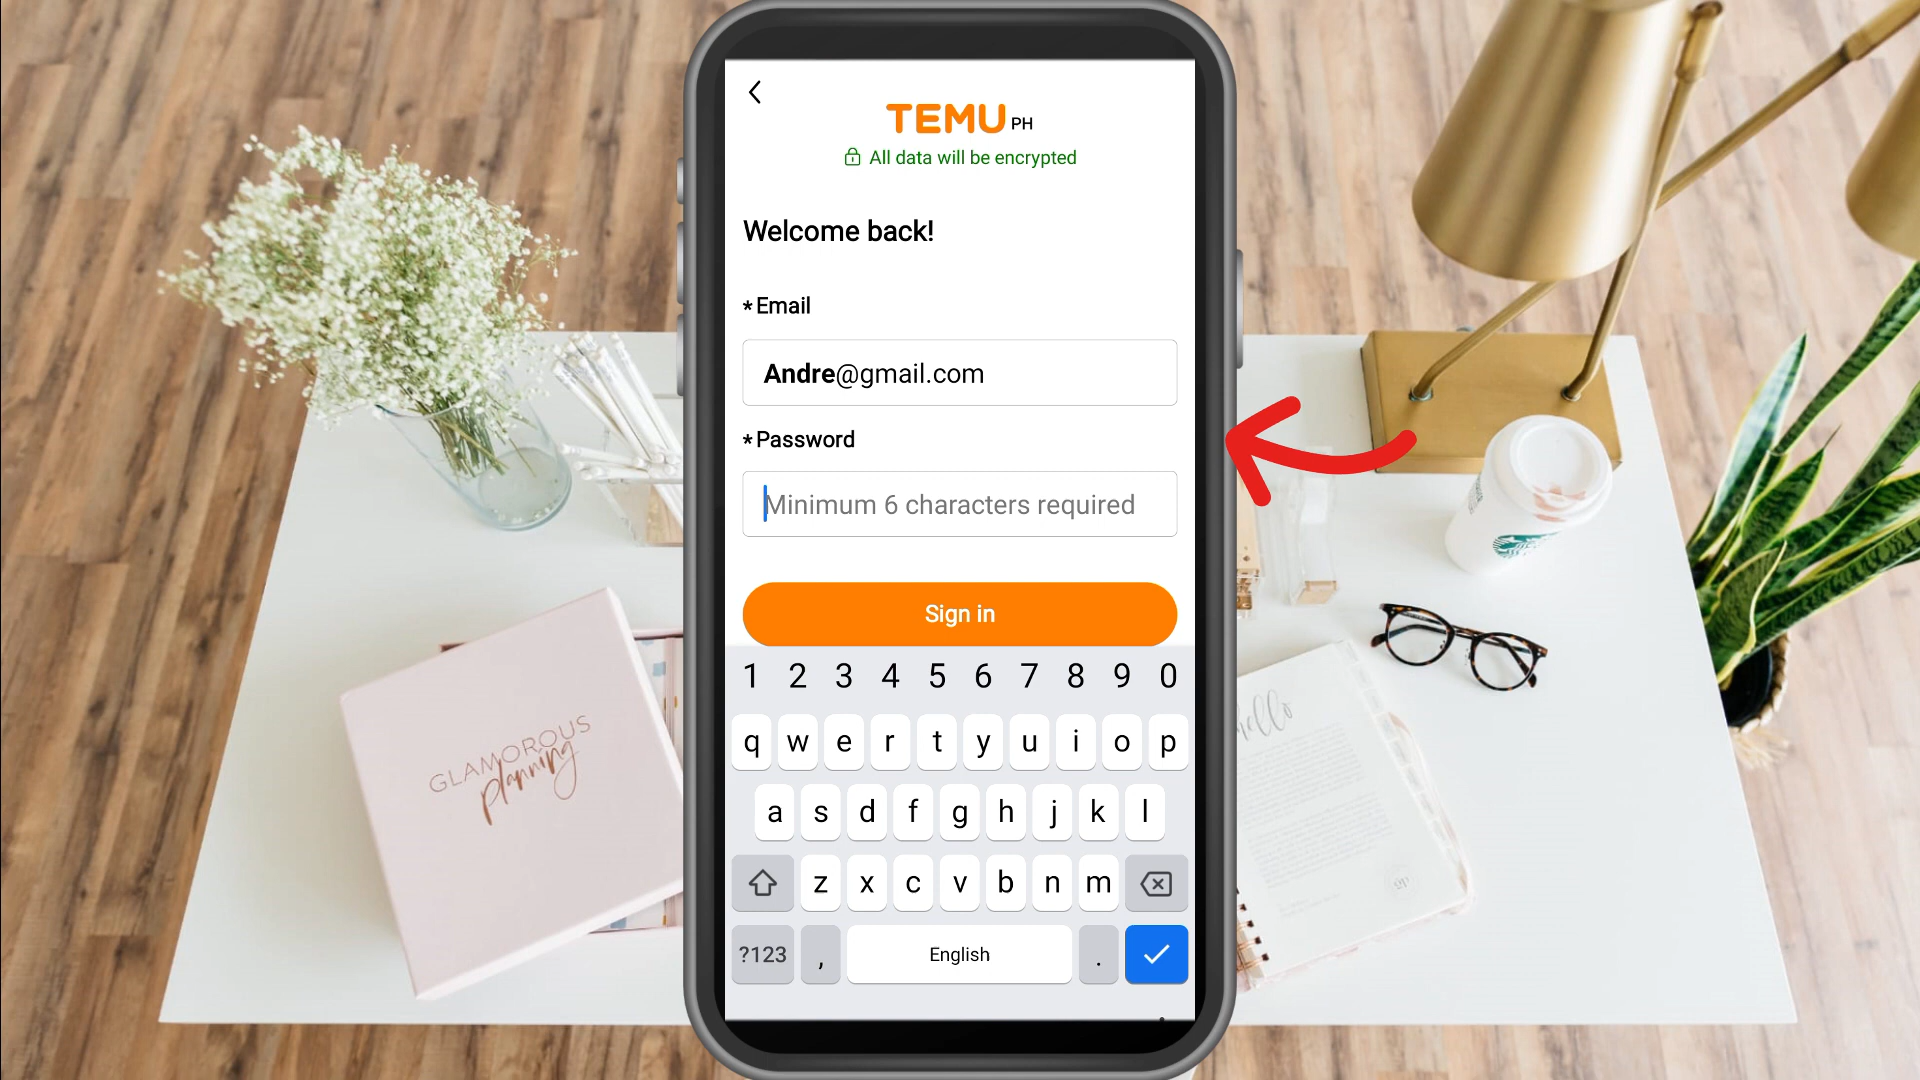 TEMU PH
All data will be encrypted
Welcome back!
*Email
Andre@gmail.com
*Password
Minimum 6 characters required
Sign in
1 2 3 4 5 6 7 8 9 0
q w e r t y u i o p
a s d f g h j k l
z x c v b n m
?123 , English .
GLAMOROUS
planning
hello